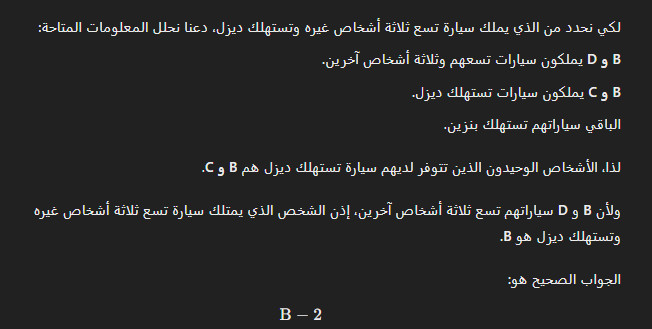 لكي نحدد من الذي يملك سيارة تسع ثلاثة أشخاص غيره وتستهلك ديزل، دعنا نحلل المعلومات المتاحة:
B و D يملكون سيارات تسعهم وثلاثة أشخاص آخرين.
B و C يملكون سيارات تستهلك ديزل.
الباقي سياراتهم تستهلك بنزين.
لذا، الأشخاص الوحيدون الذين تتوفر لديهم سيارة تستهلك ديزل هم B و C.
ولأن B و D سياراتهم تسع ثلاثة أشخاص آخرين، إذن الشخص الذي يمتلك سيارة تسع ثلاثة أشخاص غيره
وتستهلك ديزل هو B.
الجواب الصحيح هو:
B – 2